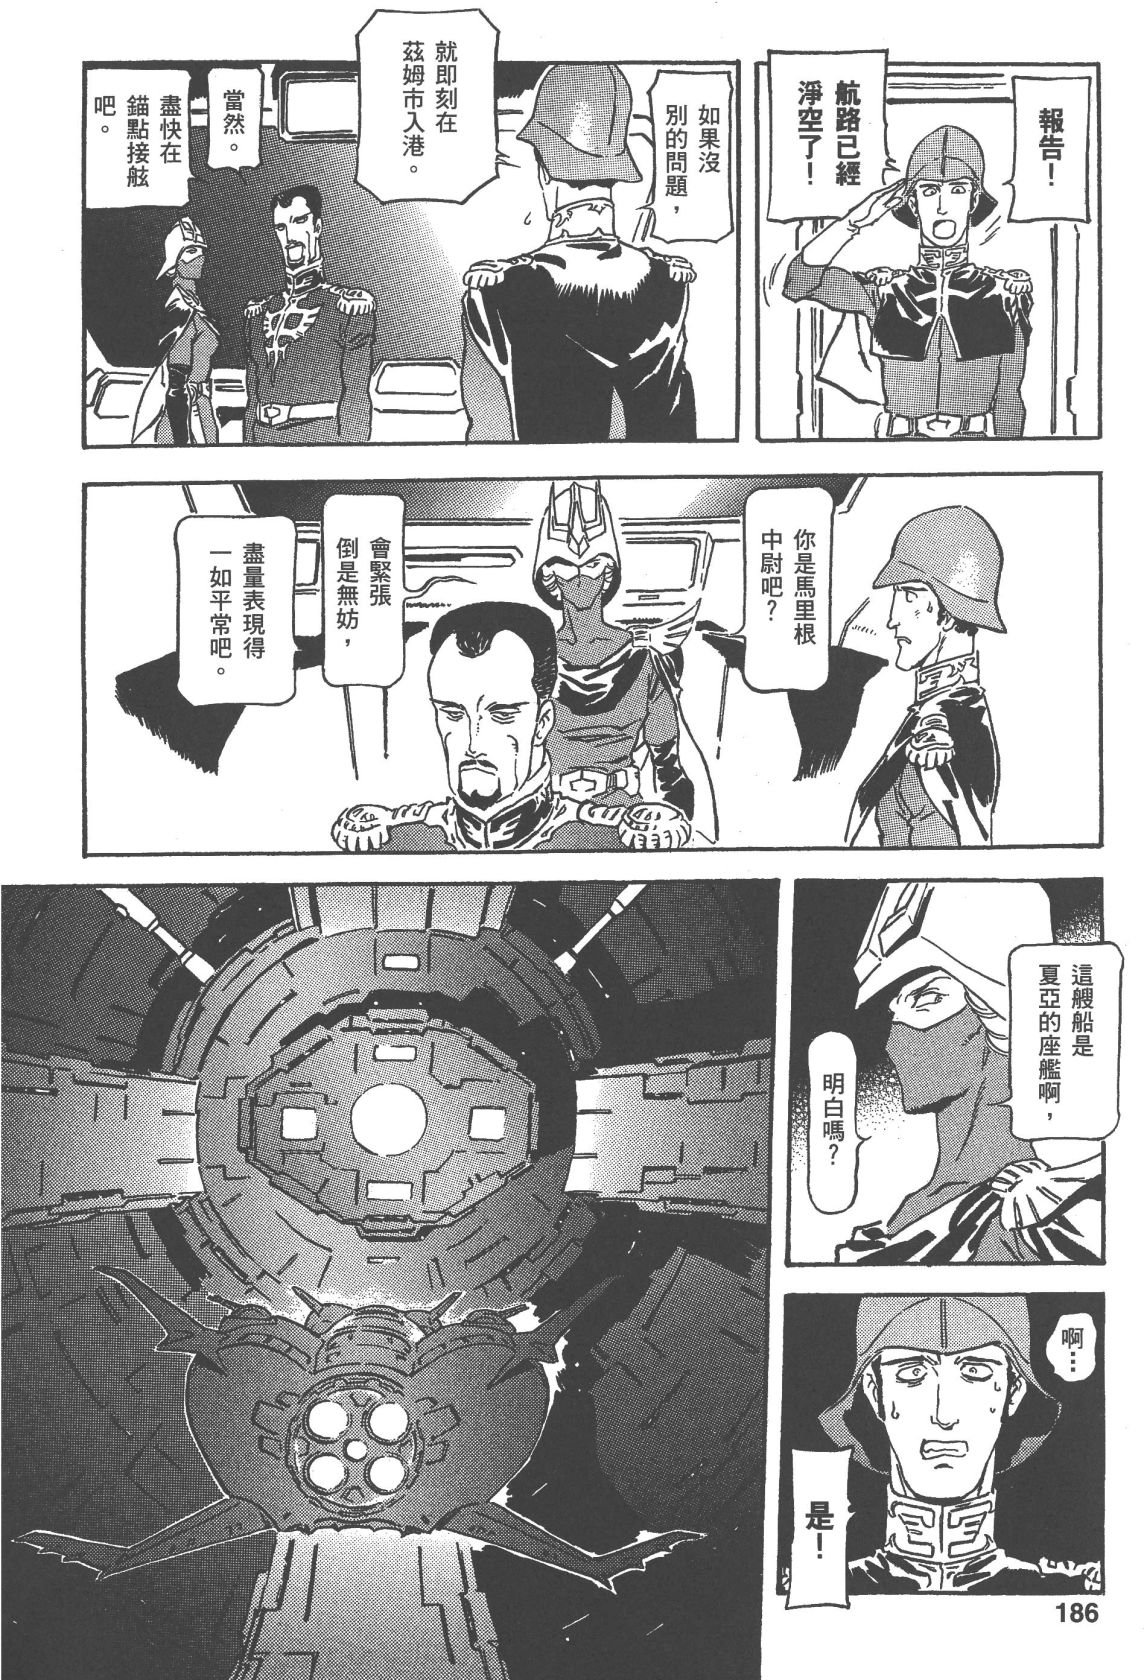 報告！
航路已經
淨空了！
如果沒
別的問題，
就即刻在
茲姆市入港。
當然。
盡快在
錨點接舷
吧。
你是馬里根
中尉吧？
會緊張
倒是無妨，
盡量表現得
一如平常吧。
這艘船是
夏亞的座艦啊，
明白嗎？
啊…
是！
186